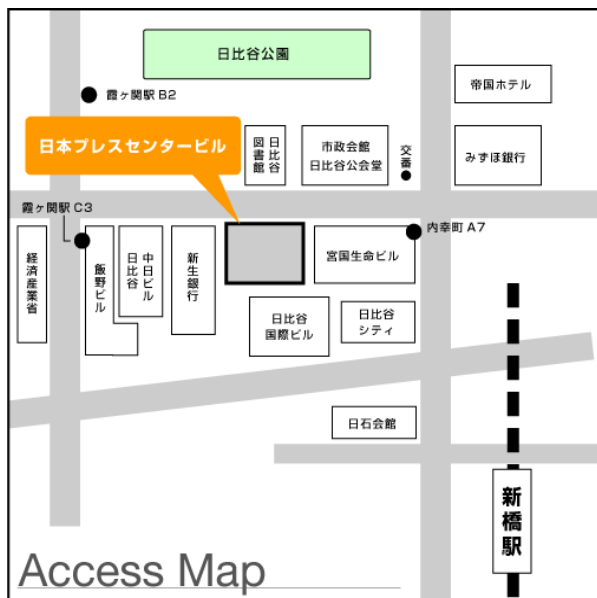 日比谷公園
霞ヶ関駅 B2
帝国ホテル
日本プレスセンタービル
日比谷
図書館
市政会館
日比谷公会堂
交番
みずほ銀行
霞ヶ関駅 C3
内幸町 A7
経済産業省
飯野ビル
中日ビル
日比谷
新生銀行
宮国生命ビル
日比谷
国際ビル
日比谷
シティ
日石会館
新橋駅
Access Map